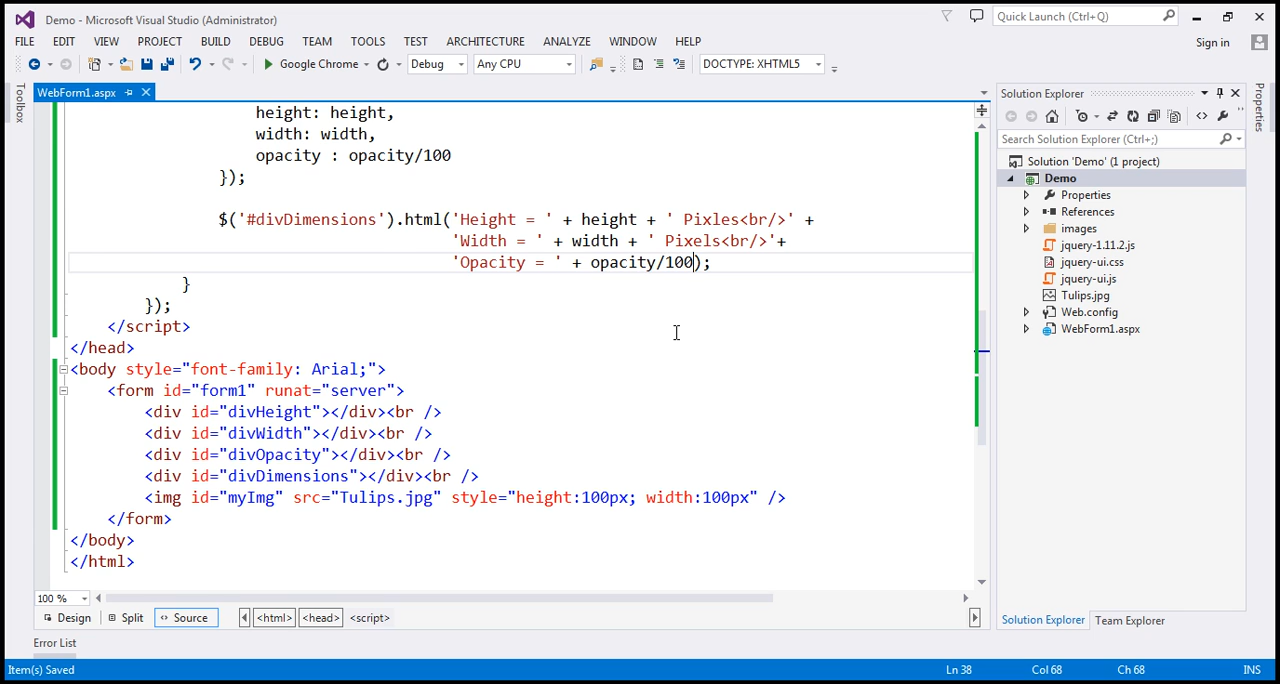 Demo - Microsoft Visual Studio (Administrator)
Quick Launch (Ctrl+Q)
FILE EDIT VIEW PROJECT BUILD DEBUG TEAM TOOLS TEST ARCHITECTURE ANALYZE WINDOW HELP
Sign in
Google Chrome Debug Any CPU DOCTYPE: XHTML5
Toolbox
WebForm1.aspx
height: height,
width: width,
opacity : opacity/100
});
$('#divDimensions').html('Height = ' + height + ' Pixles<br/>' +
'Width = ' + width + ' Pixels<br/>'+
'Opacity = ' + opacity/100);
}
});
</script>
</head>
<body style="font-family: Arial;">
<form id="form1" runat="server">
<div id="divHeight"></div><br />
<div id="divWidth"></div><br />
<div id="divOpacity"></div><br />
<div id="divDimensions"></div><br />
<img id="myImg" src="Tulips.jpg" style="height:100px; width:100px" />
</form>
</body>
</html>
100 %
Design Split Source <html> <head> <script>
Error List
Solution Explorer
Search Solution Explorer (Ctrl+;)
Solution 'Demo' (1 project)
Demo
Properties
References
images
jquery-1.11.2.js
jquery-ui.css
jquery-ui.js
Tulips.jpg
Web.config
WebForm1.aspx
Solution Explorer Team Explorer
Properties
Item(s) Saved Ln 38 Col 68 Ch 68 INS